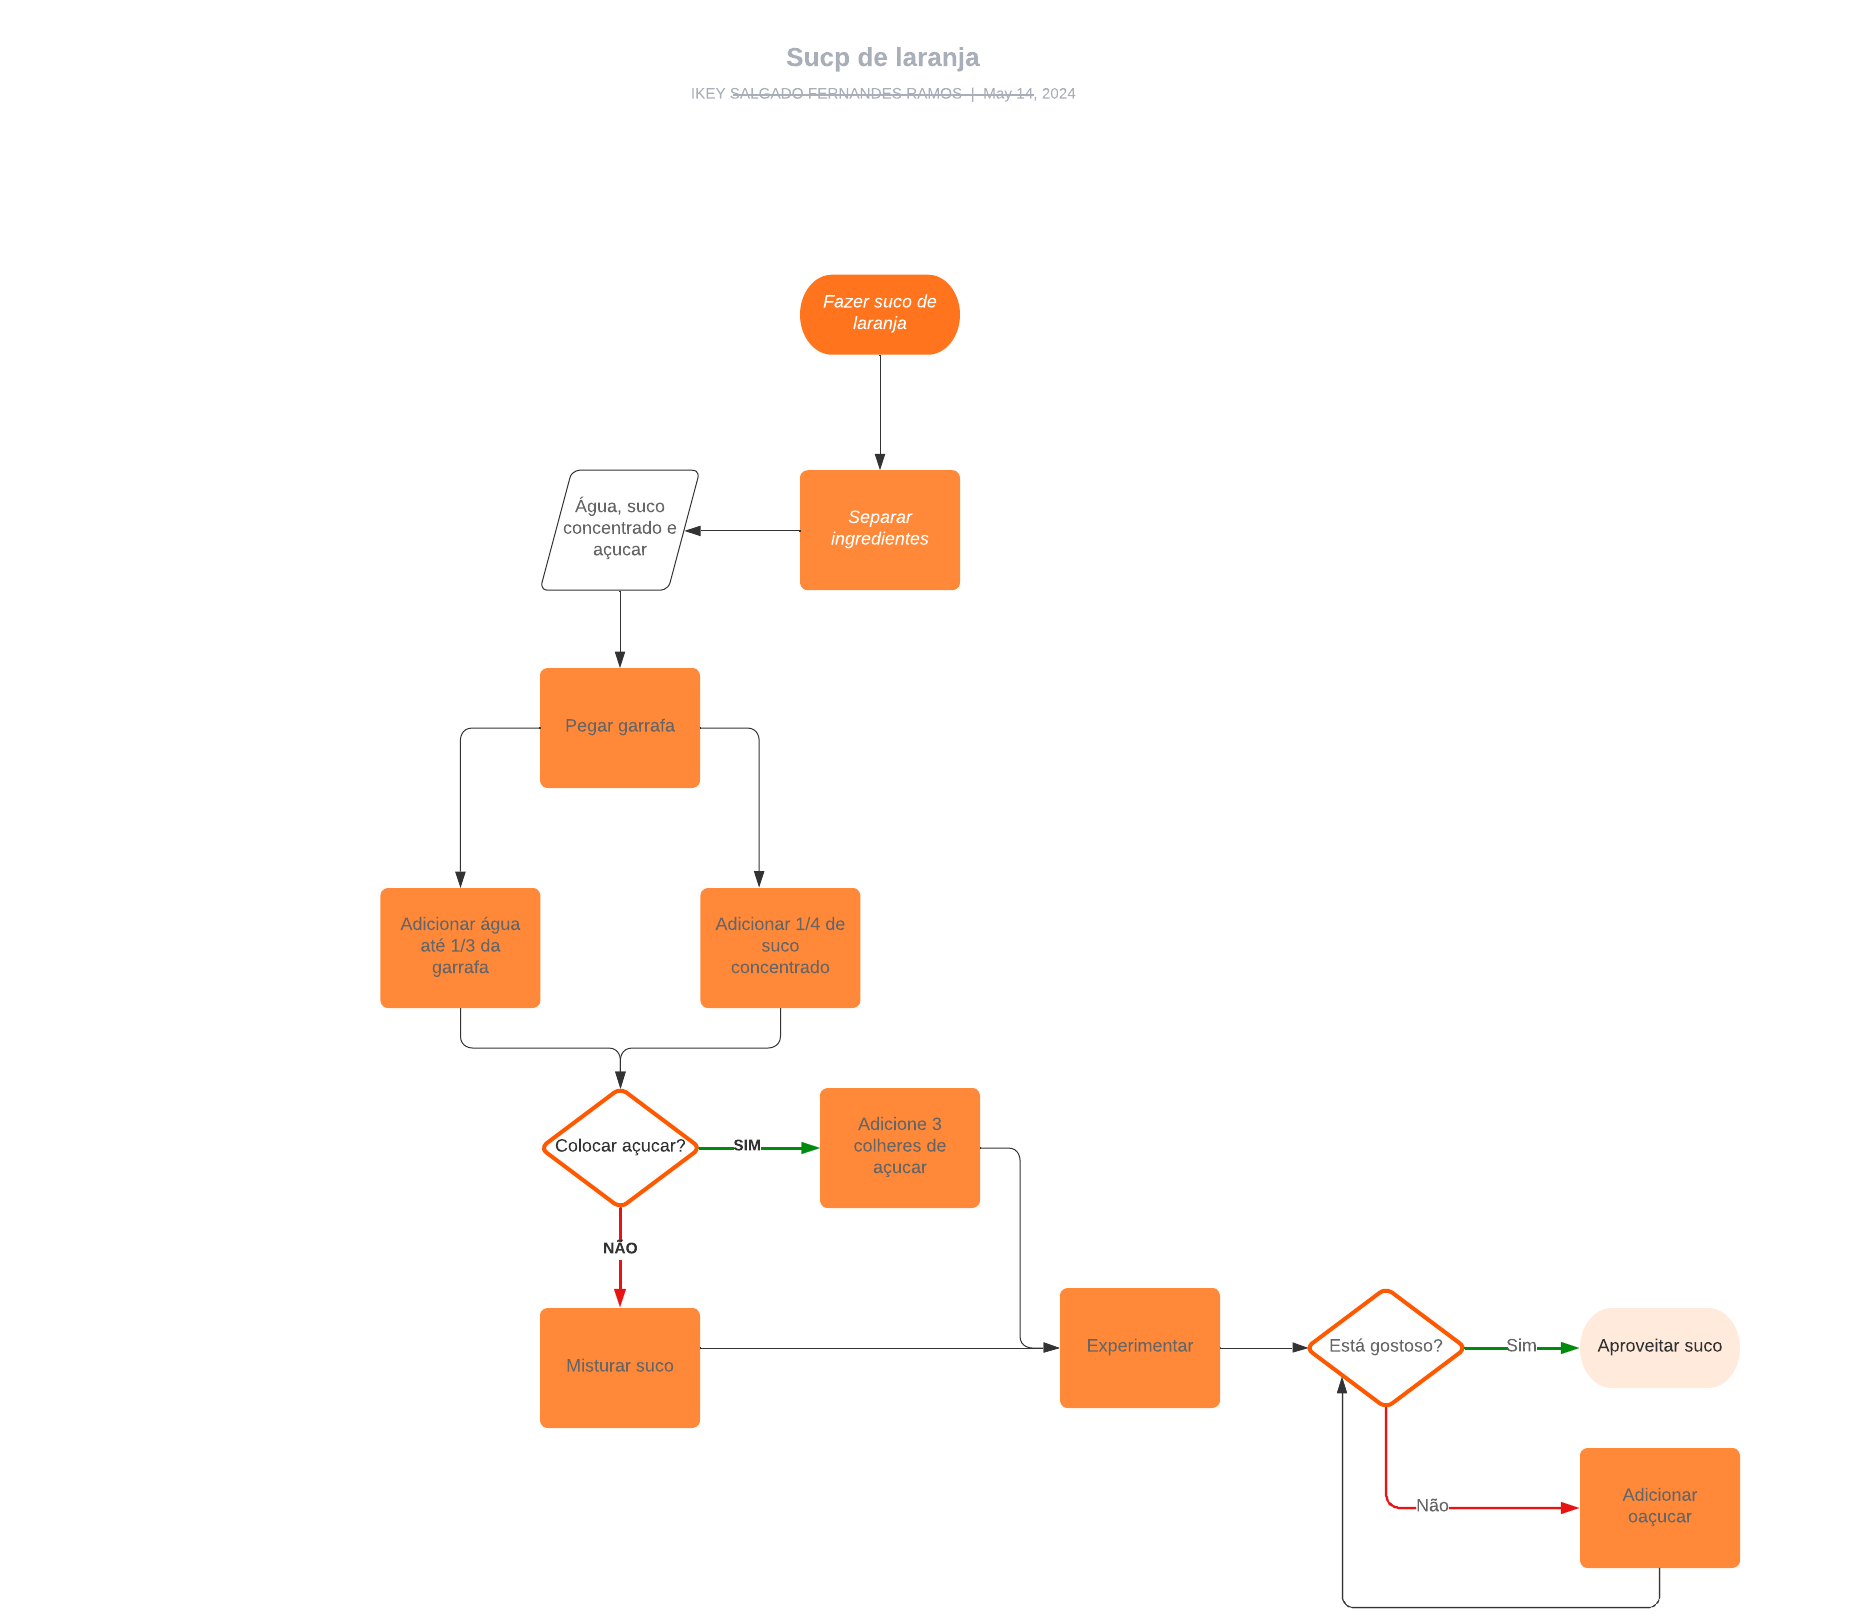 Sucp de laranja
IKEY SALGADO FERNANDES RAMOS | May 14, 2024
Fazer suco de
laranja
Separar
ingredientes
Água, suco
concentrado e
açucar
Pegar garrafa
Adicionar água
até 1/3 da
garrafa
Adicionar 1/4 de
suco
concentrado
Colocar açucar?
SIM
Adicione 3
colheres de
açucar
NÃO
Misturar suco
Experimentar
Está gostoso?
Sim
Aproveitar suco
Não
Adicionar
oaçucar